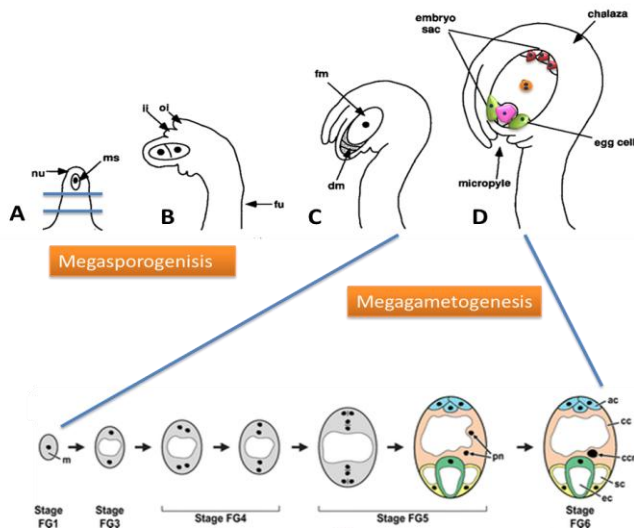 embryo
sac
chalaza
fm
ii
oi
nu
ms
egg cell
dm
micropyle
fu
A
B
C
D
Megasporogenisis
Megagametogenesis
ac
cc
m
pn
ccn
sc
ec
Stage
FG1
Stage
FG3
Stage FG4
Stage FG5
Stage
FG6